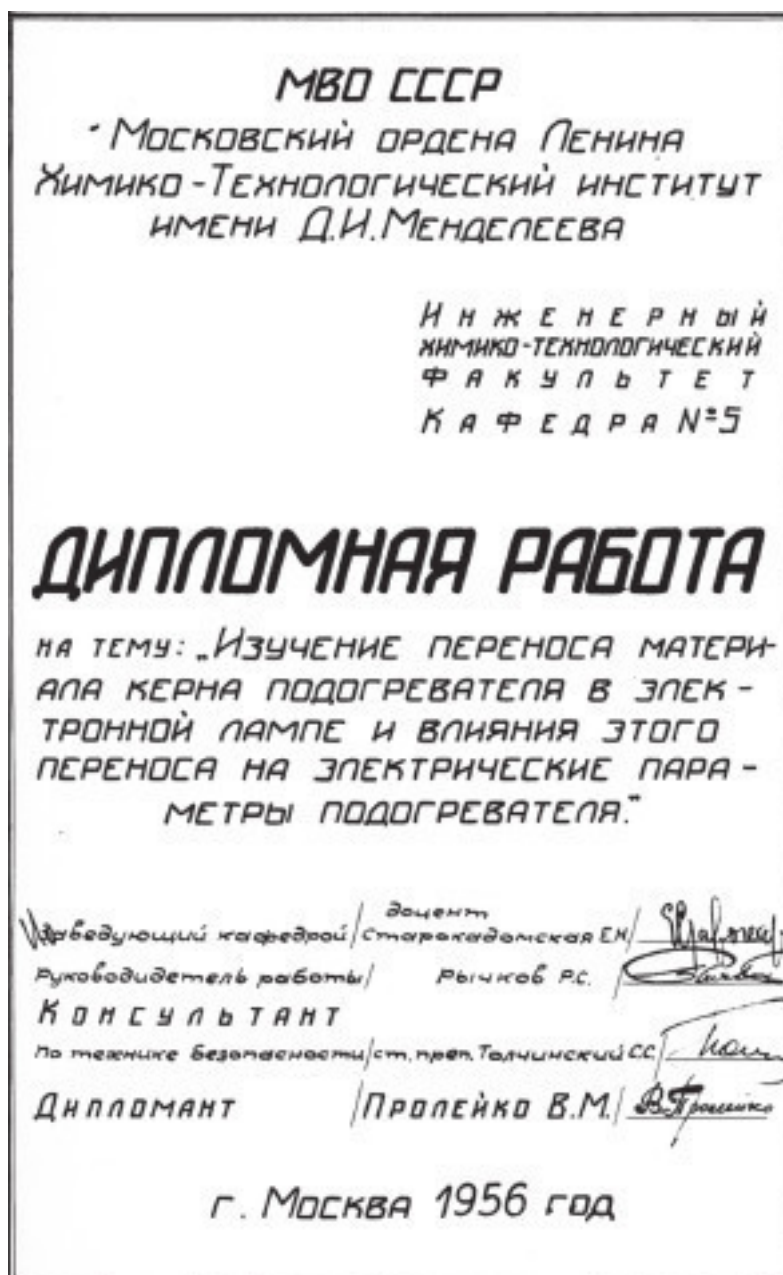 МВО СССР
Московский ордена Ленина
Химико-Технологический институт
имени Д.И.Менделеева
Инженерный
химико-технологический
факультет
Кафедра №5
ДИПЛОМНАЯ РАБОТА
на тему: „Изучение переноса матери-
ала керна подогревателя в элек-
тронной лампе и влияния этого
переноса на электрические пара-
метры подогревателя."
доцент
Заведующий кафедрой/Старокадомская Е.Н/
Руководидетель работы/ Рычков Р.С. /
Консультант
по технике безопасности/ст. преп. Толчинский С.С./
Дипломант /Пролейко В.М./ В.Пролейко
г. Москва 1956 год